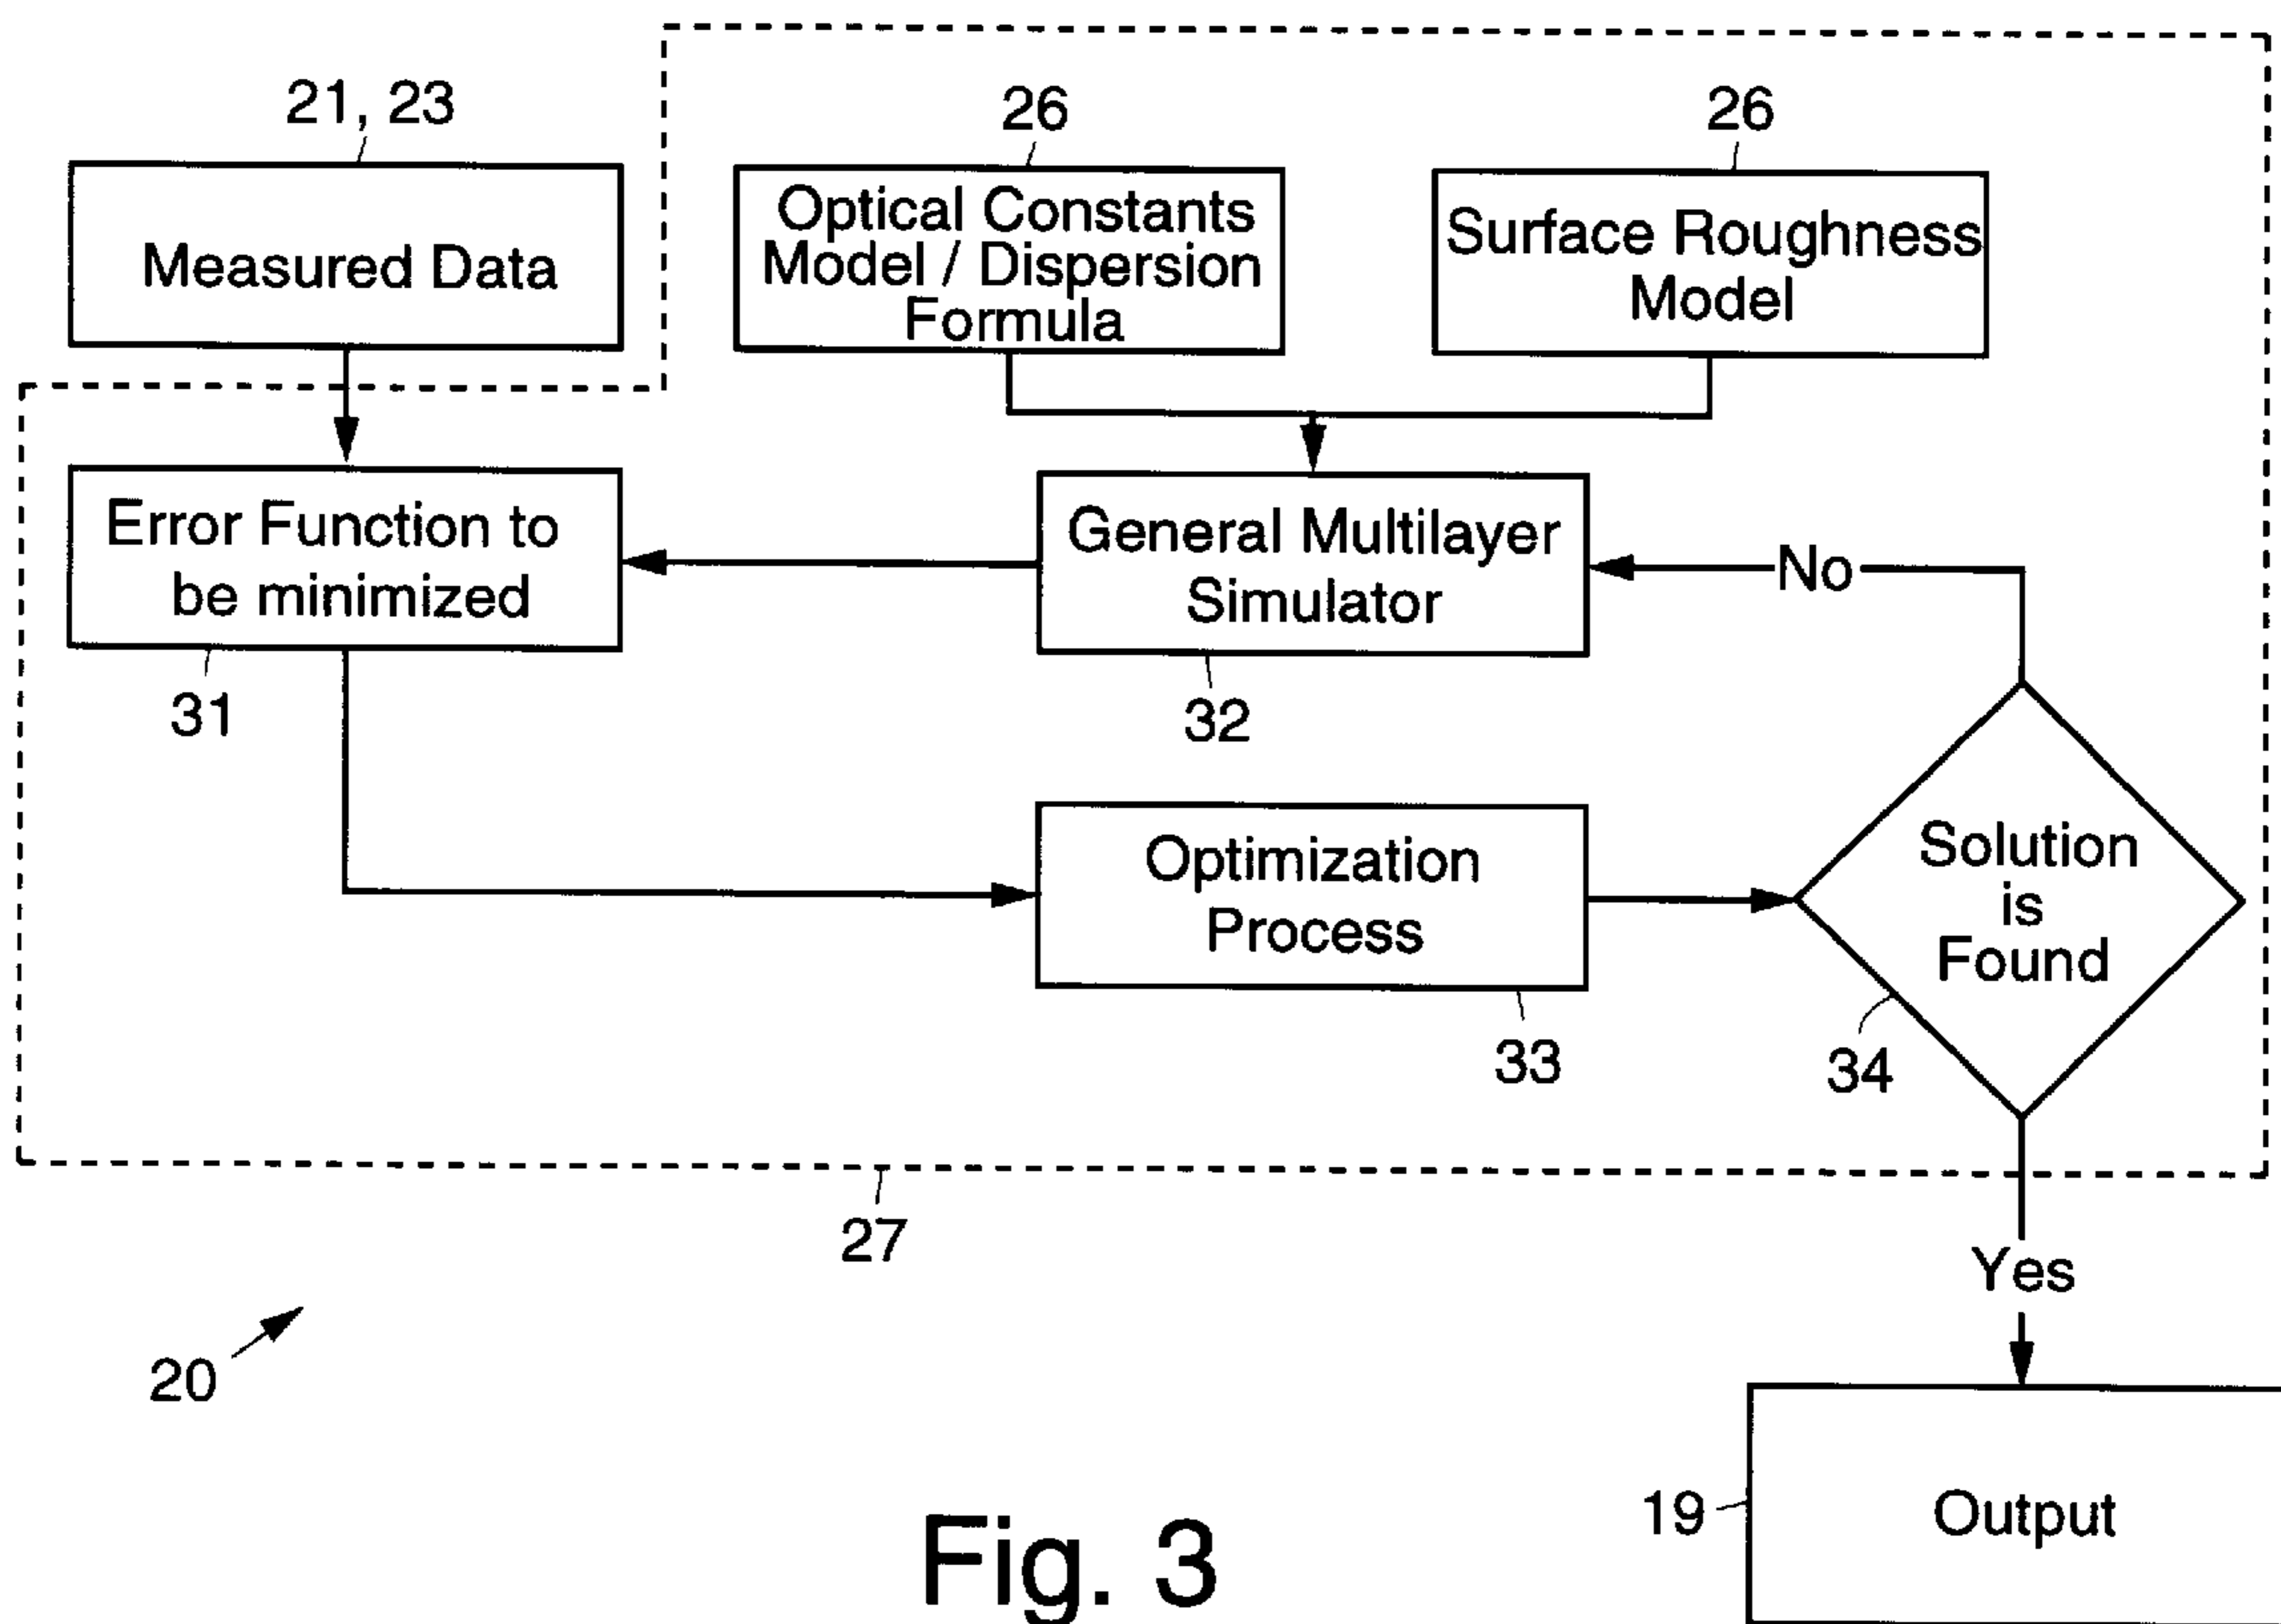 21, 23
Measured Data
26
Optical Constants
Model / Dispersion
Formula
26
Surface Roughness
Model
Error Function to
be minimized
31
General Multilayer
Simulator
32
No
Optimization
Process
33
Solution
is
Found
34
27
Yes
20
19
Output
Fig. 3